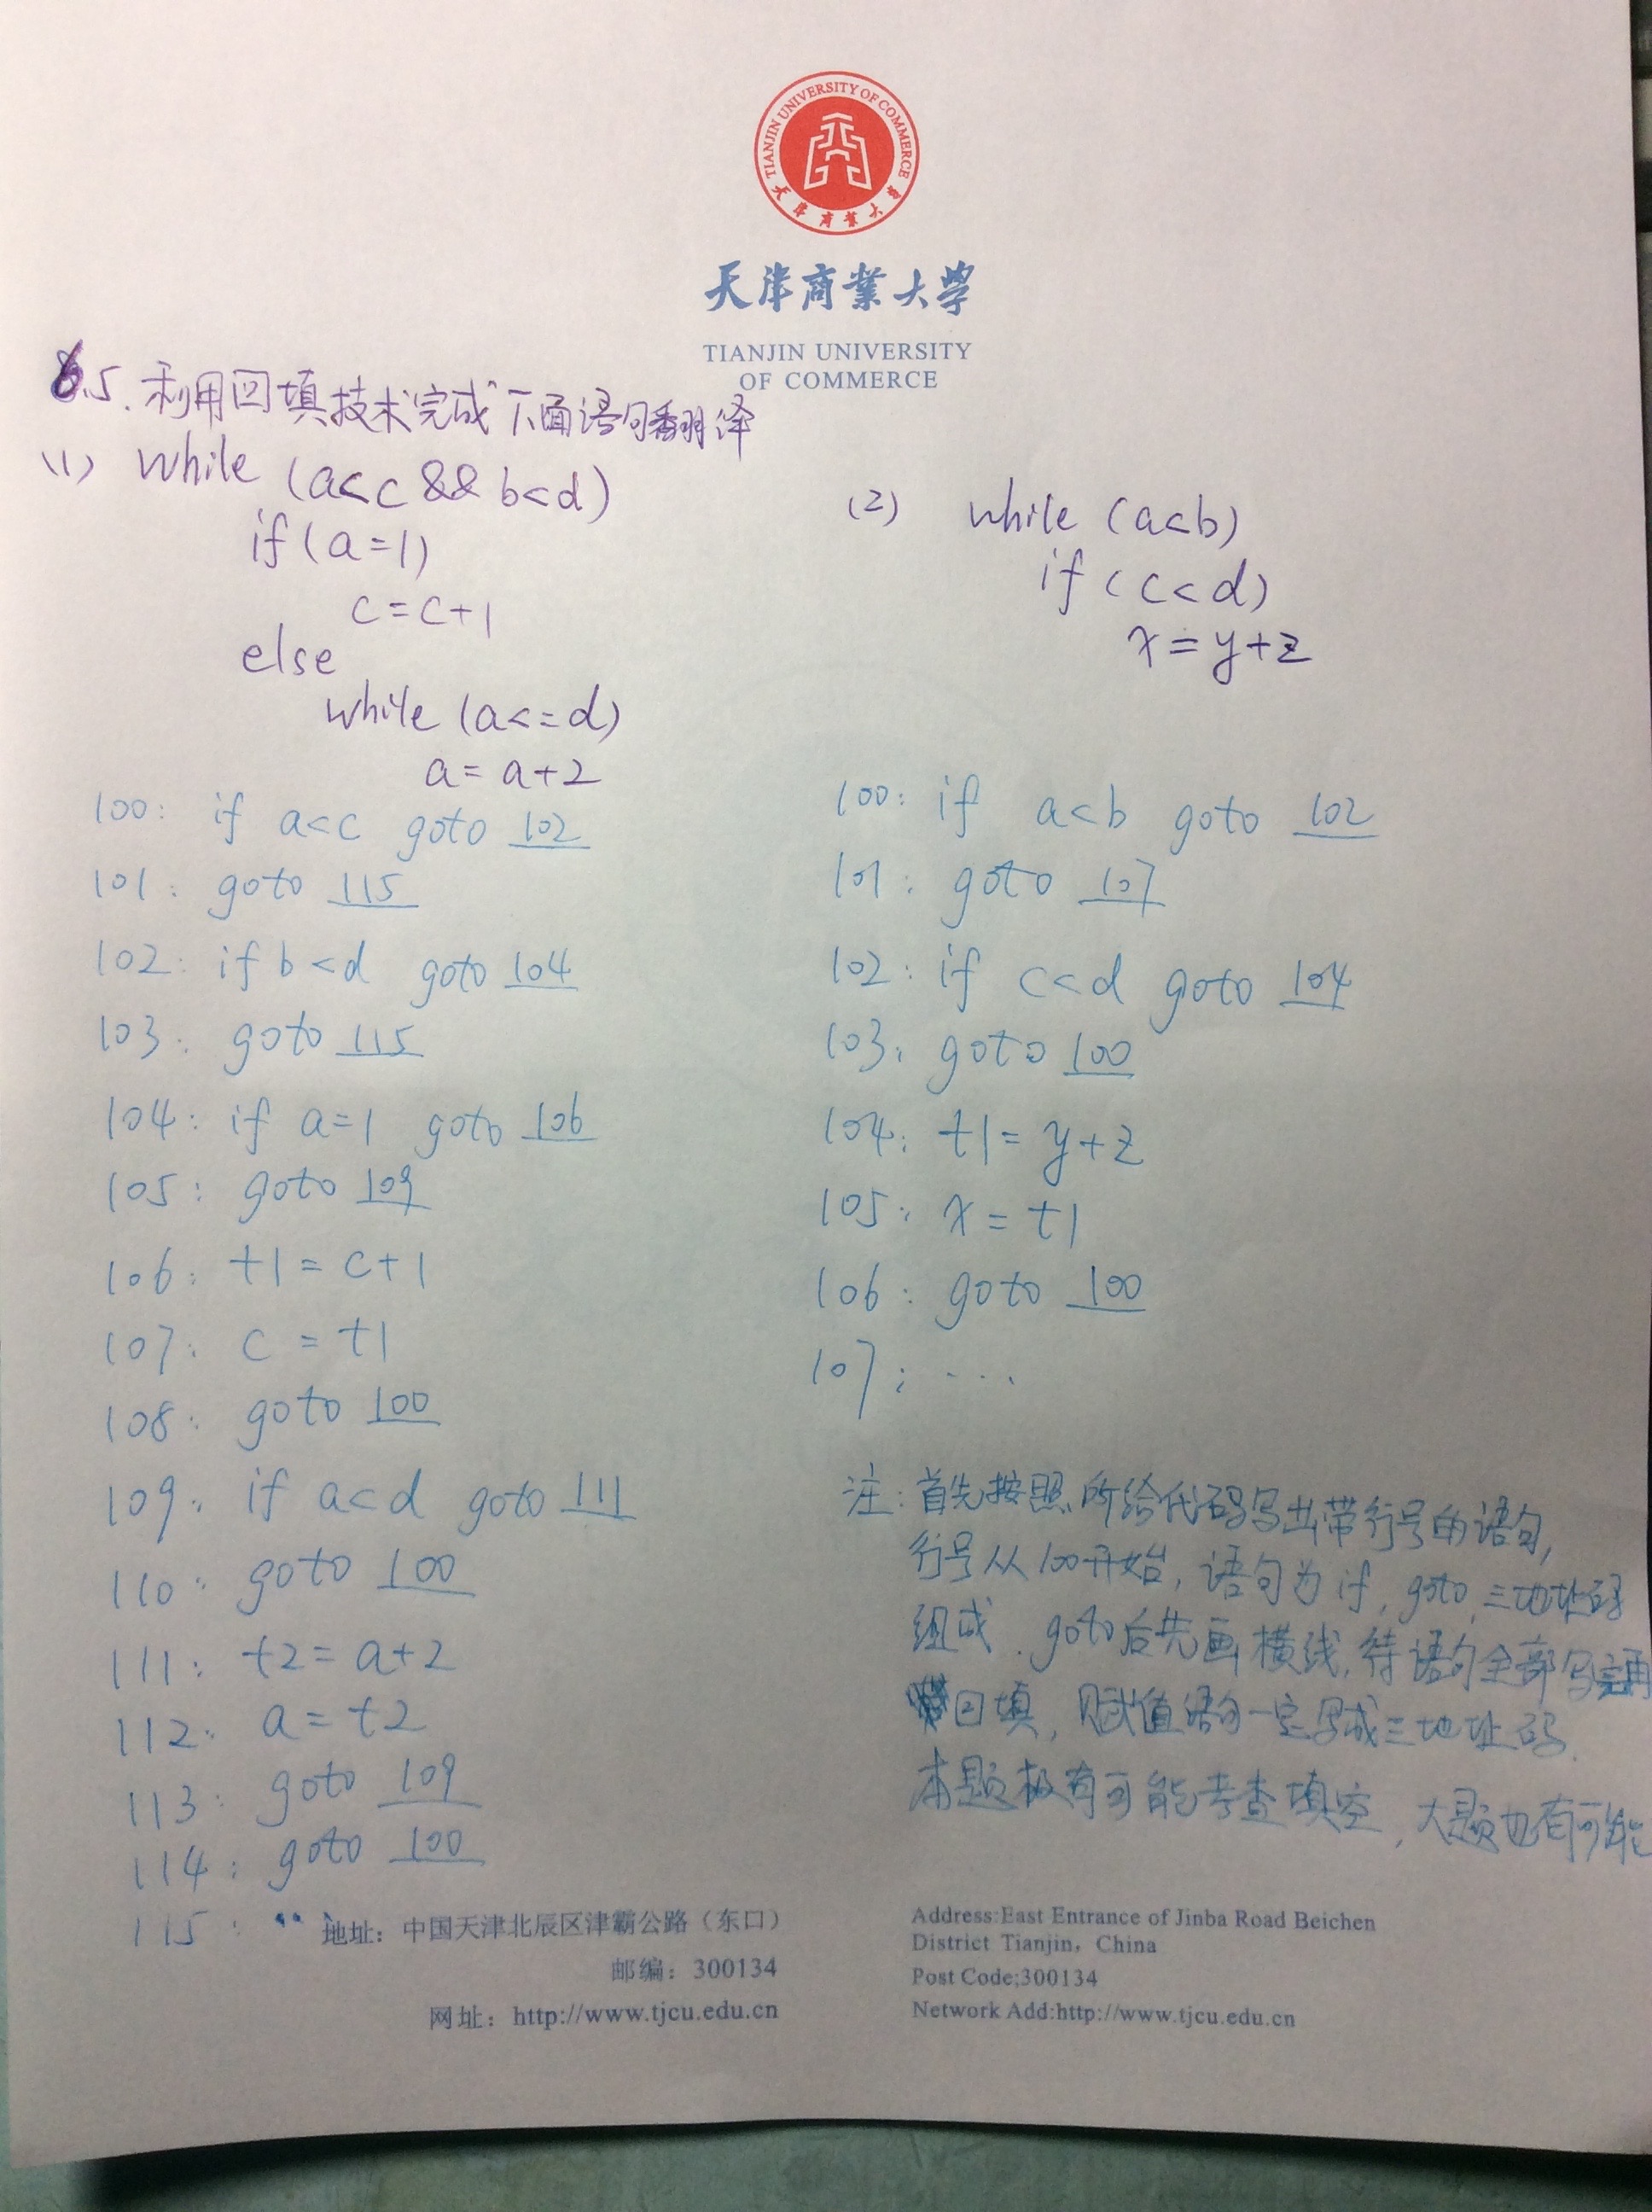 TIANJIN UNIVERSITY OF COMMERCE
天津商業大學
天津商業大學
TIANJIN UNIVERSITY
OF COMMERCE
6.5. 利用回填技术完成下面语句翻译
(1) while (a<c && b<d)
if (a=1)
c=c+1
else
while (a<=d)
a=a+2
100: if a<c goto 102
101: goto 115
102: if b<d goto 104
103: goto 115
104: if a=1 goto 106
105: goto 109
106: t1=c+1
107: c=t1
108: goto 100
109: if a<d goto 111
110: goto 100
111: t2=a+2
112: a=t2
113: goto 109
114: goto 100
115: ..
(2) while (a<b)
if (c<d)
x=y+z
100: if a<b goto 102
101: goto 107
102: if c<d goto 104
103: goto 100
104: t1=y+z
105: x=t1
106: goto 100
107: ...
注: 首先按照所给代码写出带行号的语句,
行号从100开始, 语句为if, goto, 三地址码
组成. goto后先画横线, 待语句全部写完再
回填, 赋值语句一定写成三地址码.
本题极有可能考查填空, 大题也有可能
地址：中国天津北辰区津霸公路（东口）
邮编：300134
网址：http://www.tjcu.edu.cn
Address:East Entrance of Jinba Road Beichen
District Tianjin, China
Post Code;300134
Network Add:http://www.tjcu.edu.cn